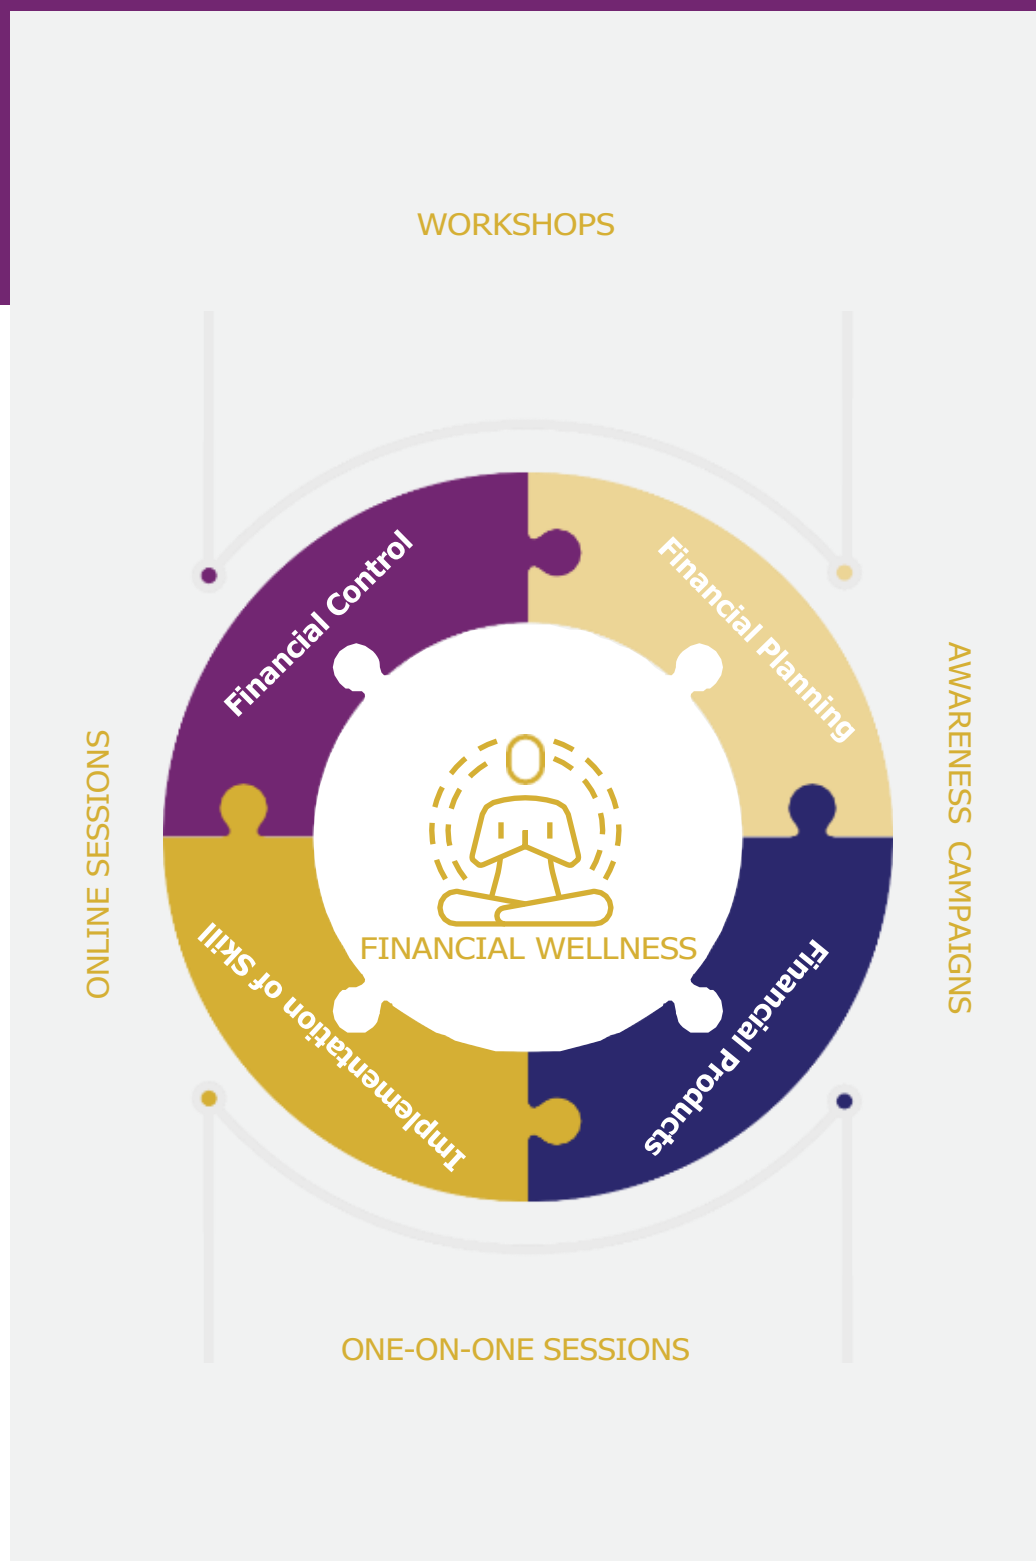 WORKSHOPS
Financial Control
Financial Planning
ONLINE SESSIONS
AWARENESS CAMPAIGNS
FINANCIAL WELLNESS
Implementation of Skill
Financial Products
ONE-ON-ONE SESSIONS